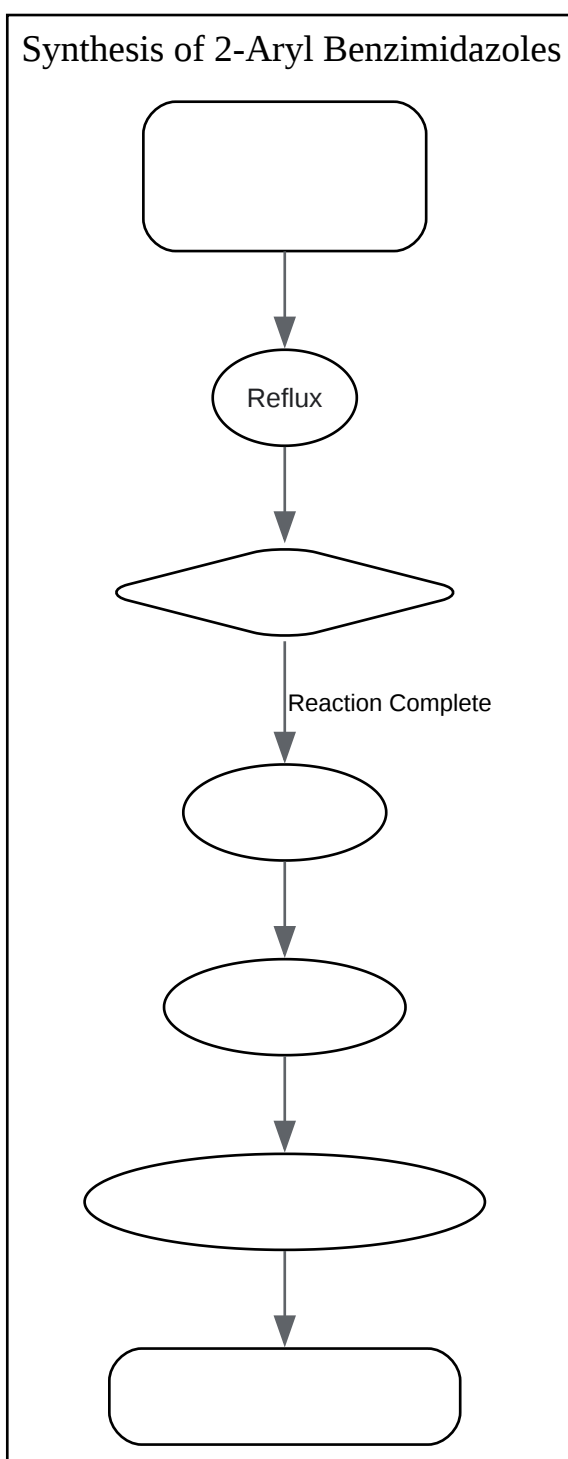 Synthesis of 2-Aryl Benzimidazoles
Reflux
Reaction Complete